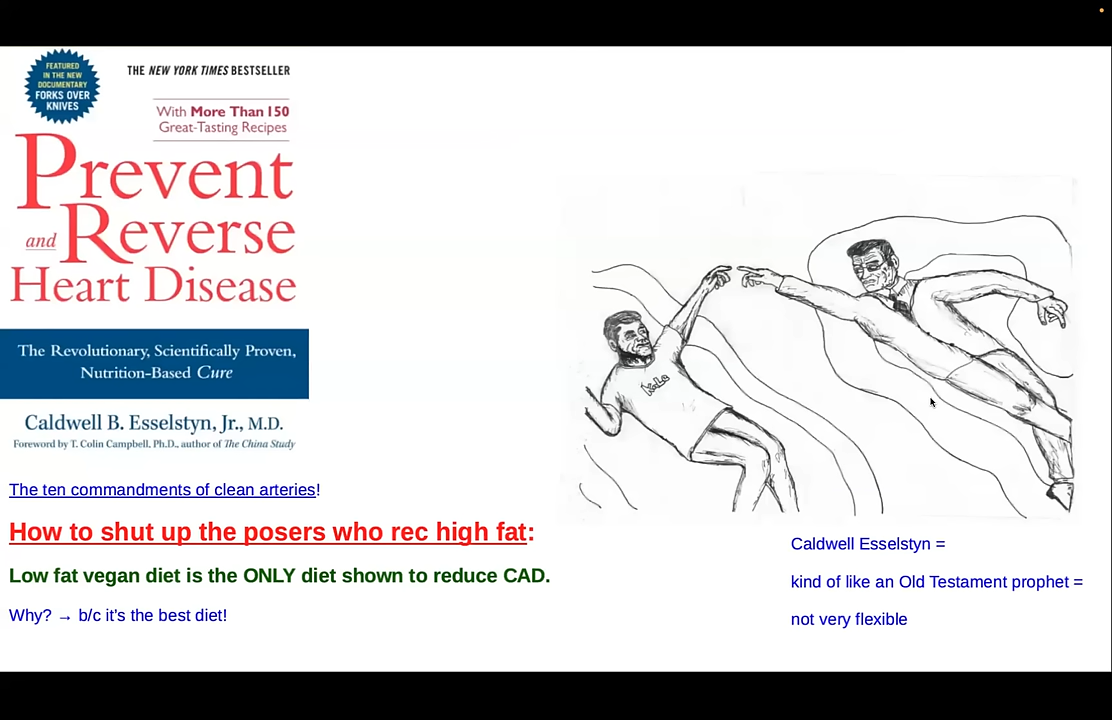 FEATURED
IN THE NEW
DOCUMENTARY
FORKS OVER
KNIVES
THE NEW YORK TIMES BESTSELLER
With More Than 150
Great-Tasting Recipes
Prevent
and Reverse
Heart Disease
The Revolutionary, Scientifically Proven,
Nutrition-Based Cure
Caldwell B. Esselstyn, Jr., M.D.
Foreword by T. Colin Campbell, Ph.D., author of The China Study
The ten commandments of clean arteries!
How to shut up the posers who rec high fat:
Low fat vegan diet is the ONLY diet shown to reduce CAD.
Why? → b/c it's the best diet!
KaLe
Caldwell Esselstyn =
kind of like an Old Testament prophet =
not very flexible